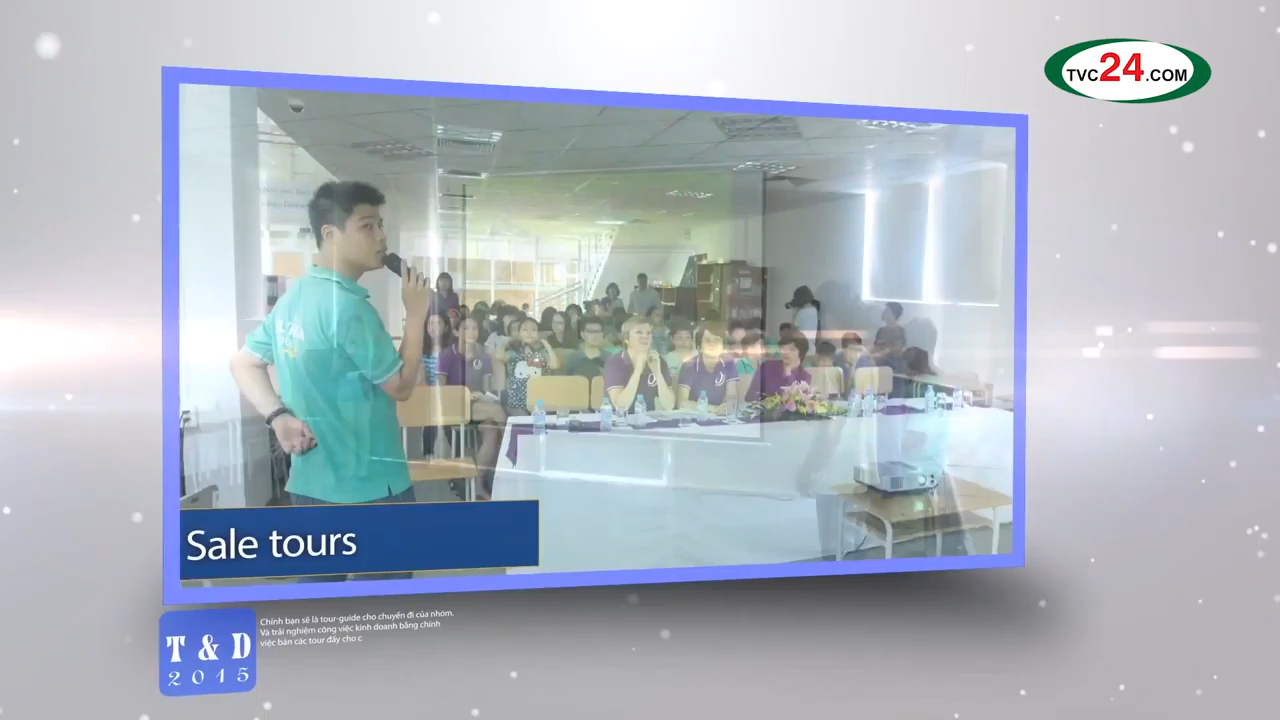 TVC24.COM
Sale tours
T & D
2015
Chính bạn sẽ là tour-guide cho chuyến đi của nhóm.
Và trải nghiệm công việc kinh doanh bằng chính
việc bán các tour đấy cho c